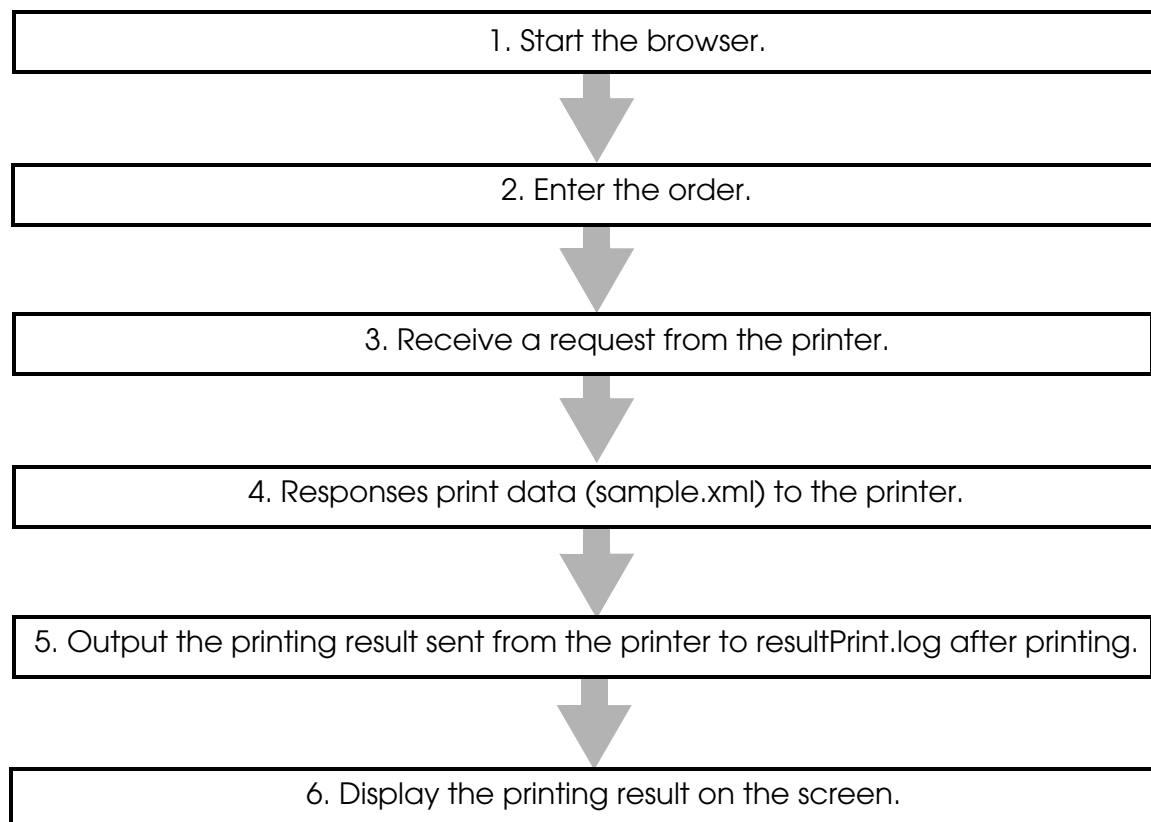 1. Start the browser.
2. Enter the order.
3. Receive a request from the printer.
4. Responses print data (sample.xml) to the printer.
5. Output the printing result sent from the printer to resultPrint.log after printing.
6. Display the printing result on the screen.